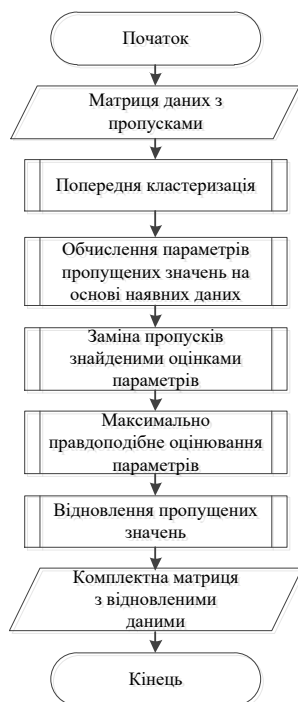 Початок
Матриця даних з
пропусками
Попередня кластеризація
Обчислення параметрів
пропущених значень на
основі наявних даних
Заміна пропусків
знайденими оцінками
параметрів
Максимально
правдоподібне оцінювання
параметрів
Відновлення пропущених
значень
Комплектна матриця
з відновленими
даними
Кінець